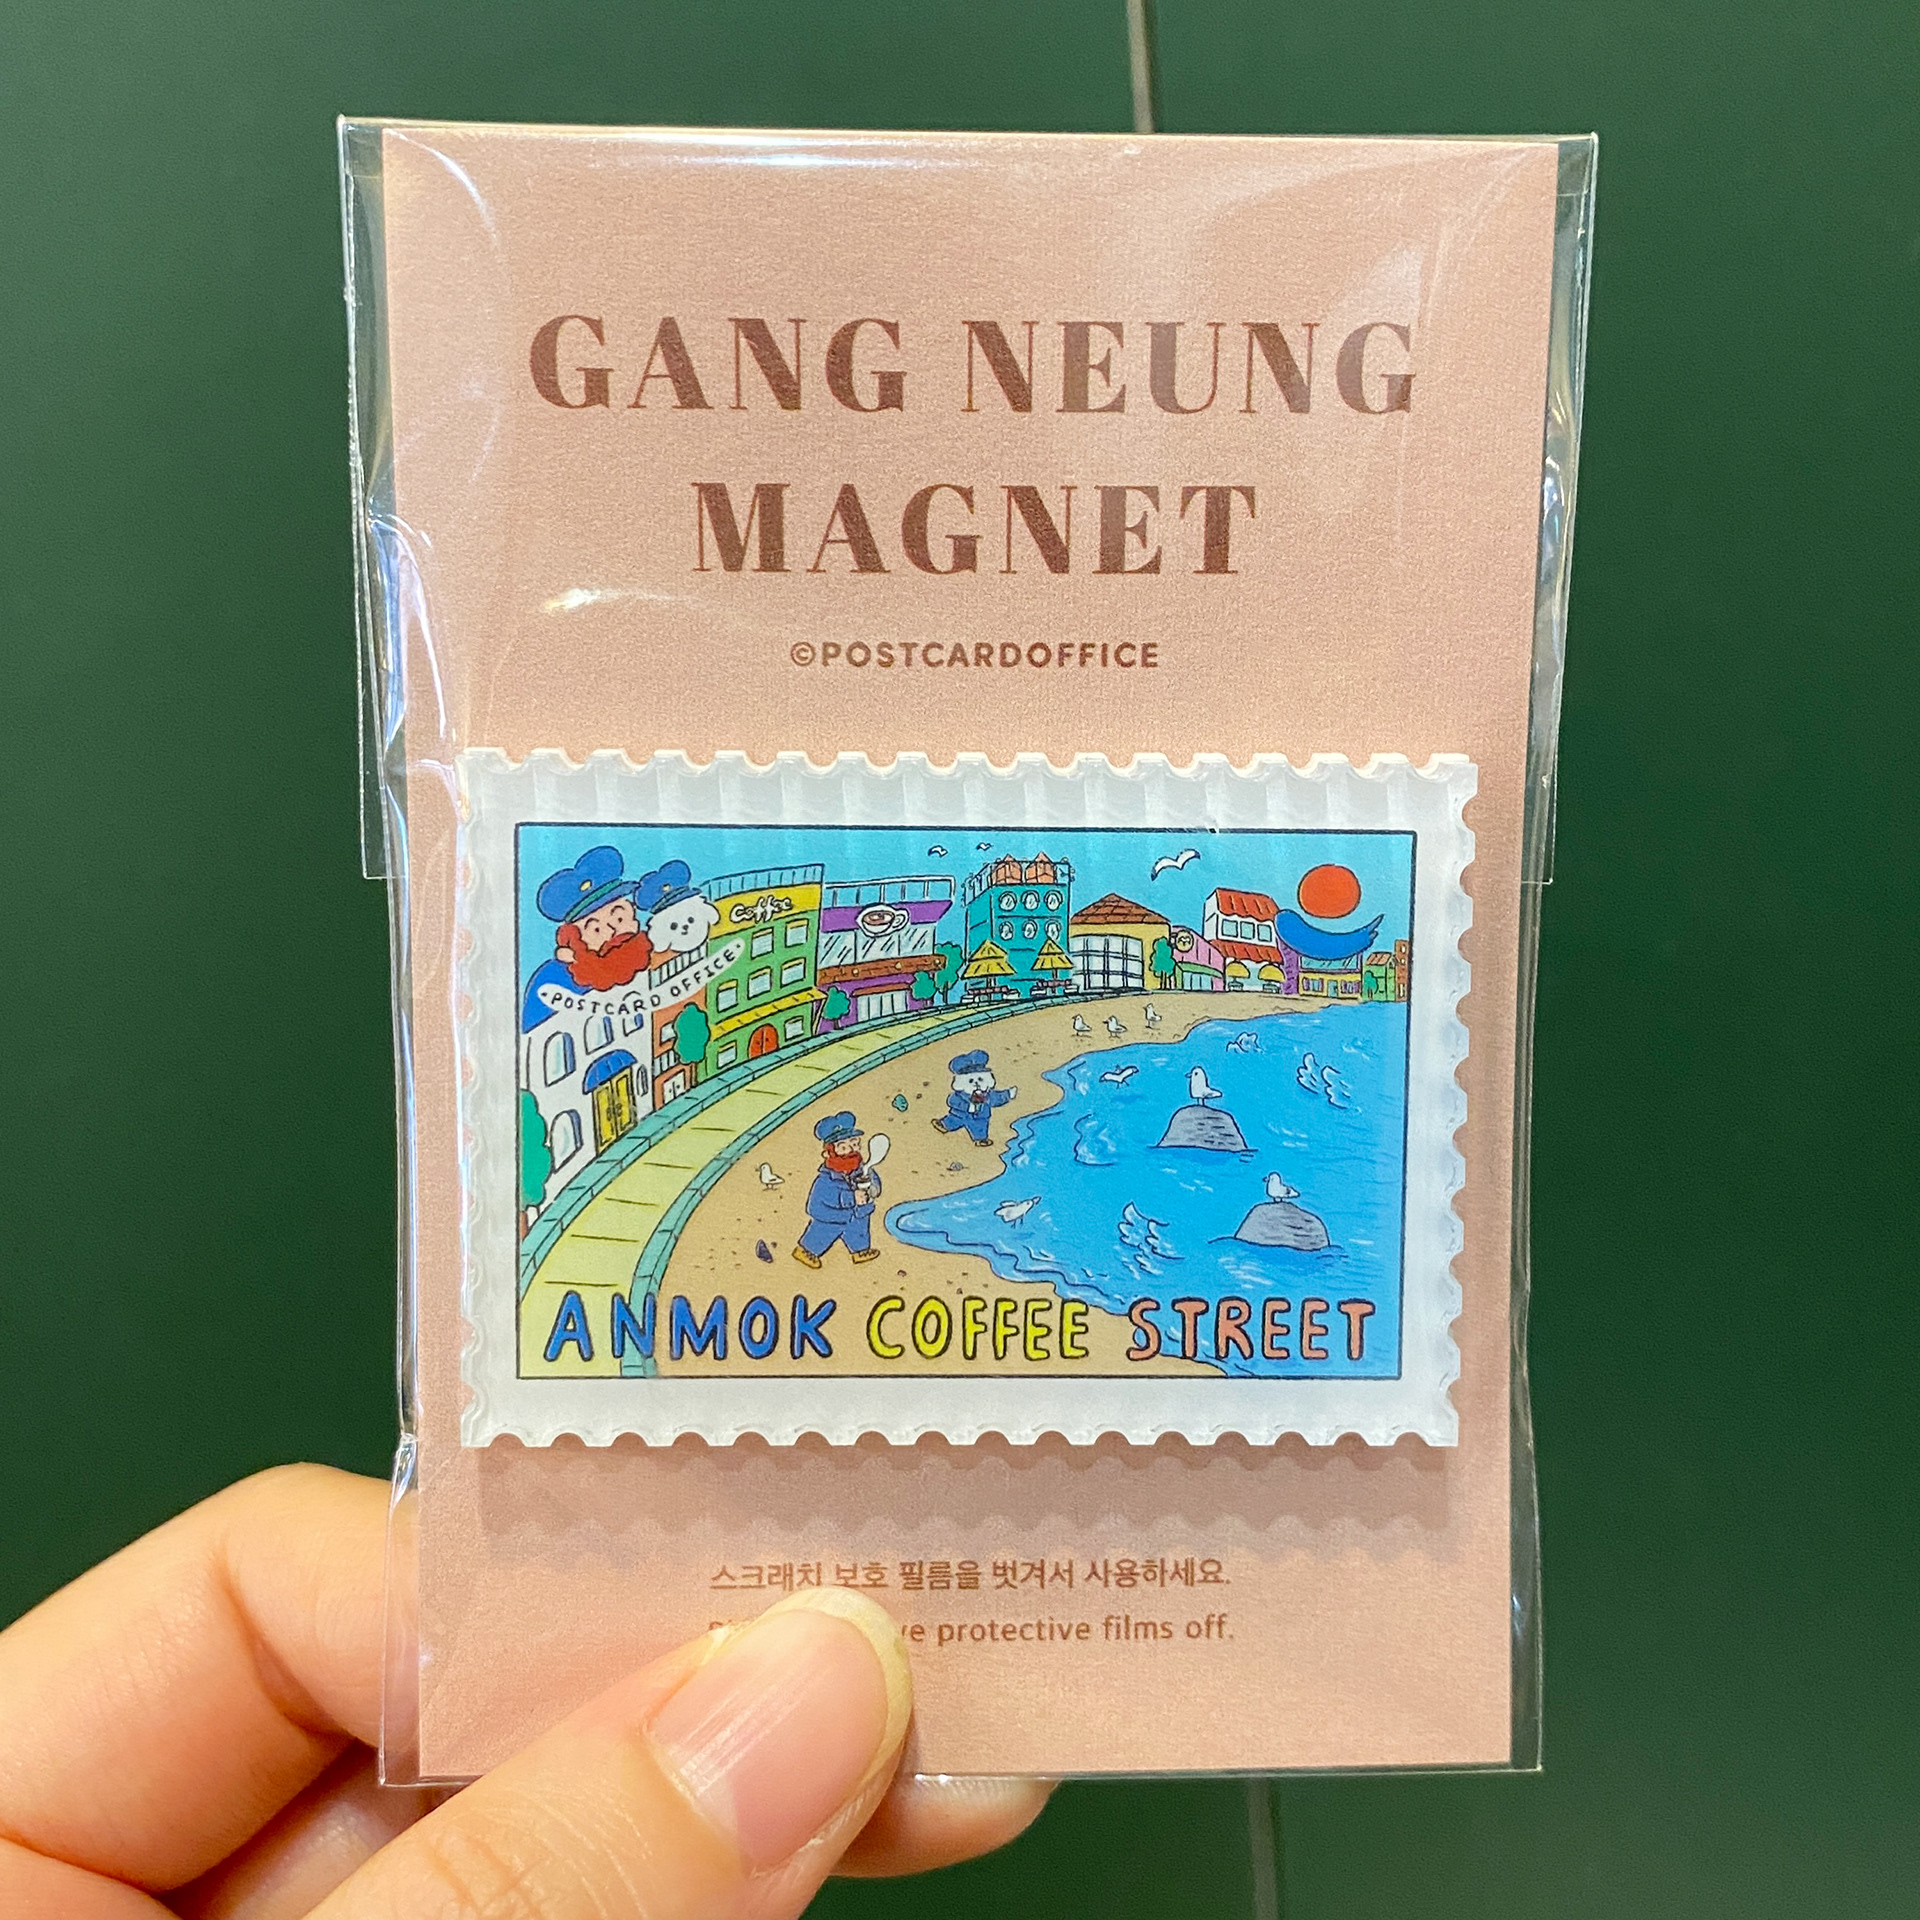 GANG NEUNG
MAGNET
©POSTCARDOFFICE
Coffee
POSTCARD OFFICE
ANMOK COFFEE STREET
스크래치 보호 필름을 벗겨서 사용하세요.
protective films off.